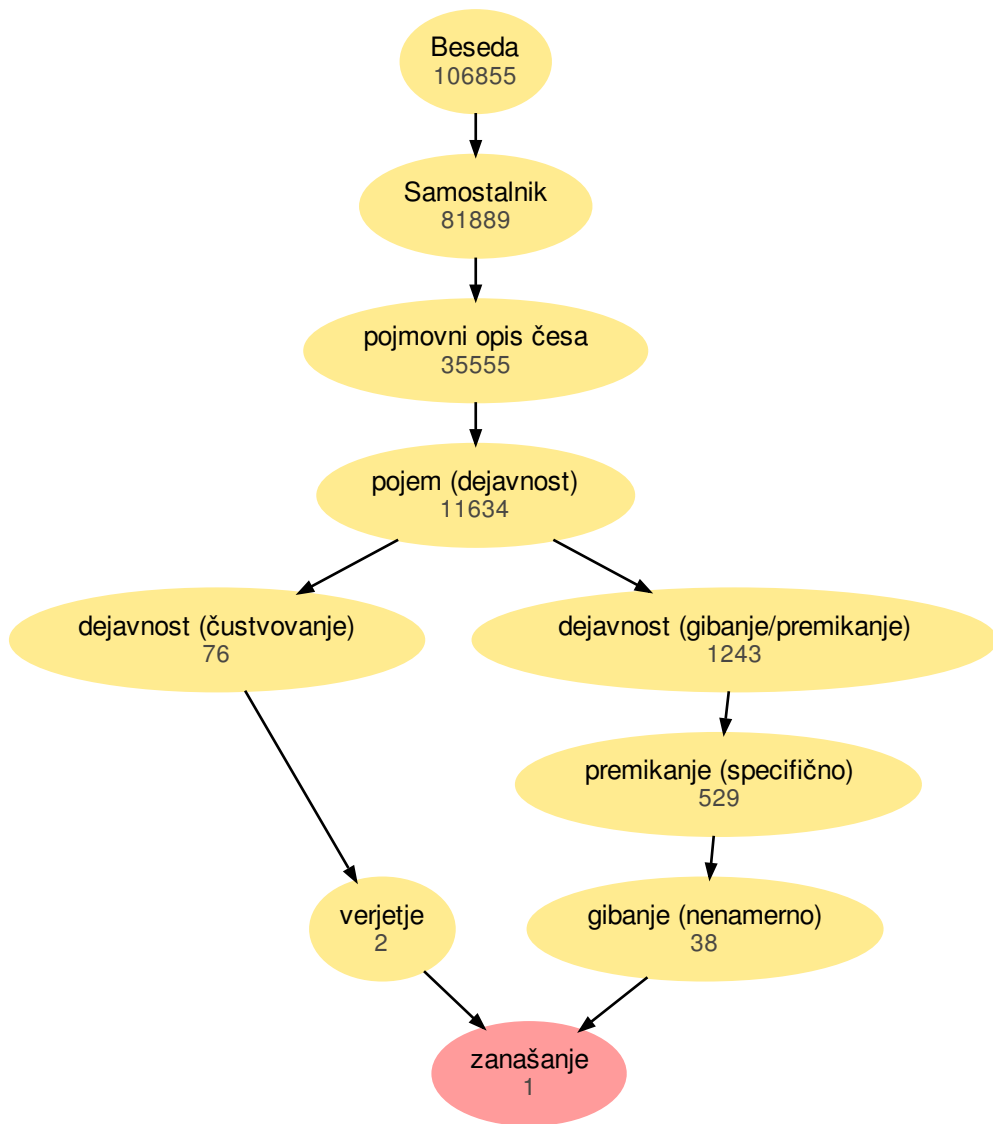 Beseda
106855
Samostalnik
81889
pojmovni opis česa
35555
pojem (dejavnost)
11634
dejavnost (čustvovanje)
76
dejavnost (gibanje/premikanje)
1243
premikanje (specifično)
529
verjetje
2
gibanje (nenamerno)
38
zanašanje
1